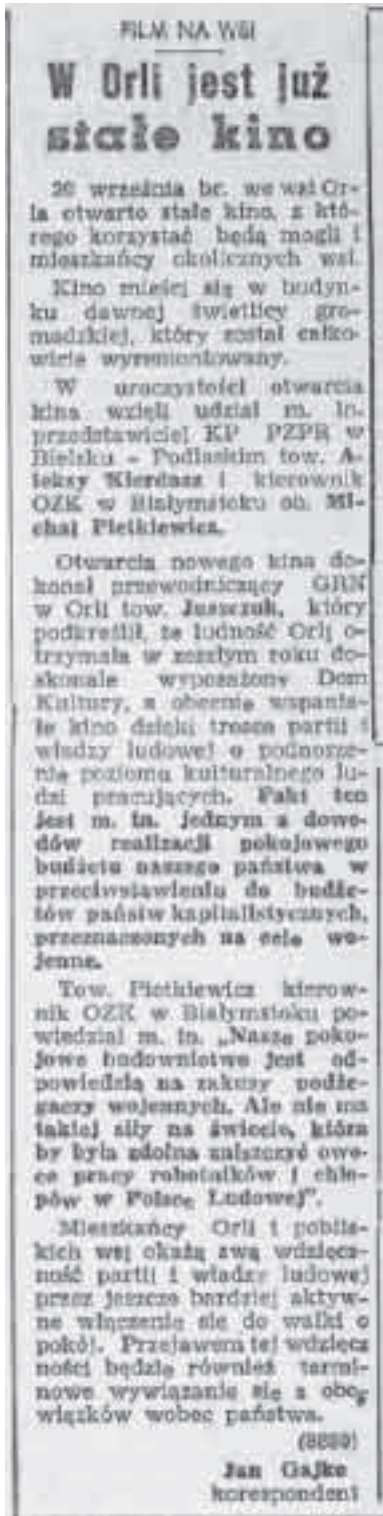 FILM NA WSI
W Orli jest już
stałe kino
20 września br. we wsi Or-
la otwarto stałe kino, z któ-
rego korzystać będą mogli i
mieszkańcy okolicznych wsi.
Kino mieści się w budyn-
ku dawnej świetlicy gro-
madzkiej, który został całko-
wicie wyremontowany.
W uroczystości otwarcia
kina wzięli udział m. in.
przedstawiciel KP PZPR w
Bielsku - Podlaskim tow. A-
leksy Kierdasz i kierownik
OZK w Białymstoku ob. Mi-
chał Pietkiewicz.
Otwarcia nowego kina do-
konał przewodniczący GRN
w Orli tow. Juszczuk, który
podkreślił, że ludność Orli o-
trzymała w zeszłym roku do-
skonale wyposażony Dom
Kultury, a obecnie wspania-
łe kino dzięki trosce partii i
władzy ludowej o podnosze-
nie poziomu kulturalnego lu-
dzi pracujących. Fakt ten
jest m. in. jednym z dowo-
dów realizacji pokojowego
budżetu naszego państwa w
przeciwstawieniu do budże-
tów państw kapitalistycznych,
przeznaczonych na cele wo-
jenne.
Tow. Pietkiewicz kierow-
nik OZK w Białymstoku po-
wiedział m. in. „Nasze poko-
jowe budownictwo jest od-
powiedzią na zakusy podże-
gaczy wojennych. Ale nie ma
takiej siły na świecie, która
by była zdolna zniszczyć owo-
ce pracy robotników i chło-
pów w Polsce Ludowej”.
Mieszkańcy Orli i pobli-
skich wsi okażą swą wdzięcz-
ność partii i władzy ludowej
przez jeszcze bardziej aktyw-
ne włączenie się do walki o
pokój. Przejawem tej wdzięcz
ności będzie również termi-
nowe wywiązanie się z obo-
wiązków wobec państwa.
Jan Gajko
korespondent